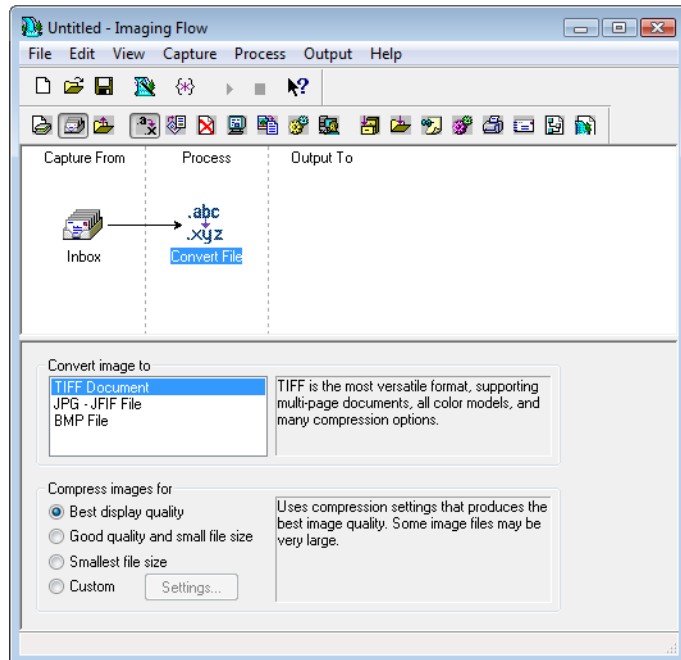 Untitled - Imaging Flow
File Edit View Capture Process Output Help
Capture From Process Output To
.abc
.xyz
Inbox Convert File
Convert image to
TIFF Document
JPG - JFIF File
BMP File
TIFF is the most versatile format, supporting
multi-page documents, all color models, and
many compression options.
Compress images for
Best display quality
Good quality and small file size
Smallest file size
Custom Settings...
Uses compression settings that produces the
best image quality. Some image files may be
very large.